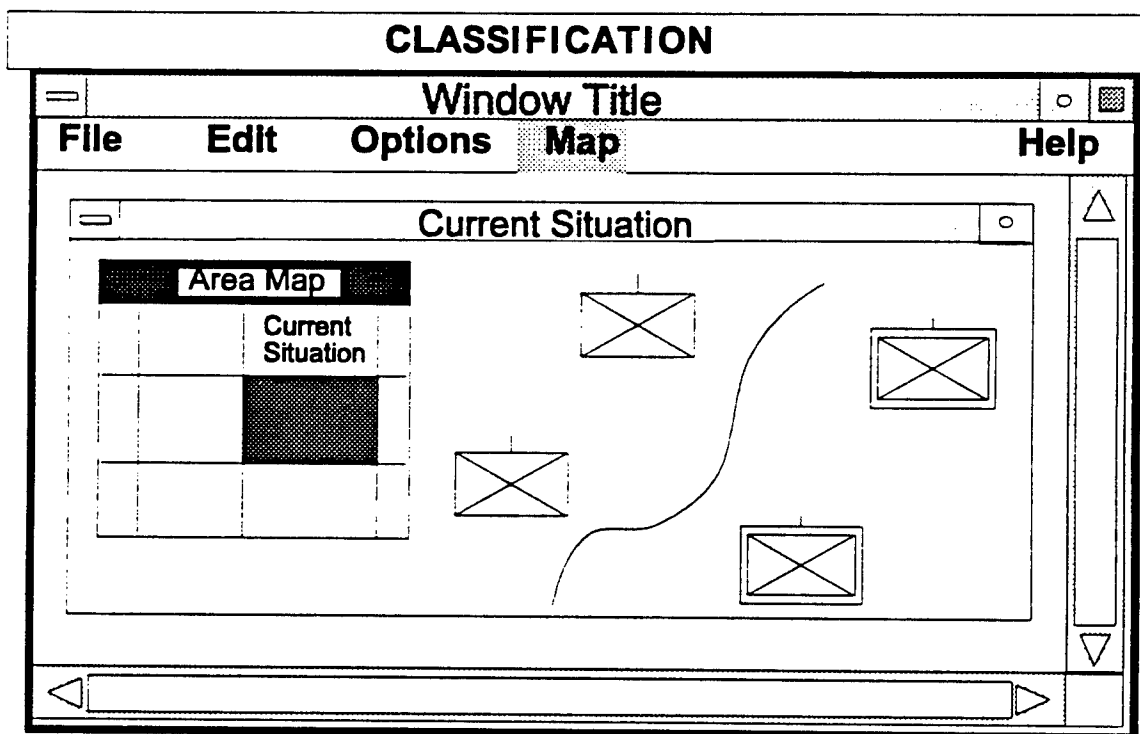 CLASSIFICATION
Window Title
File Edit Options Map Help
Current Situation
Area Map
Current
Situation